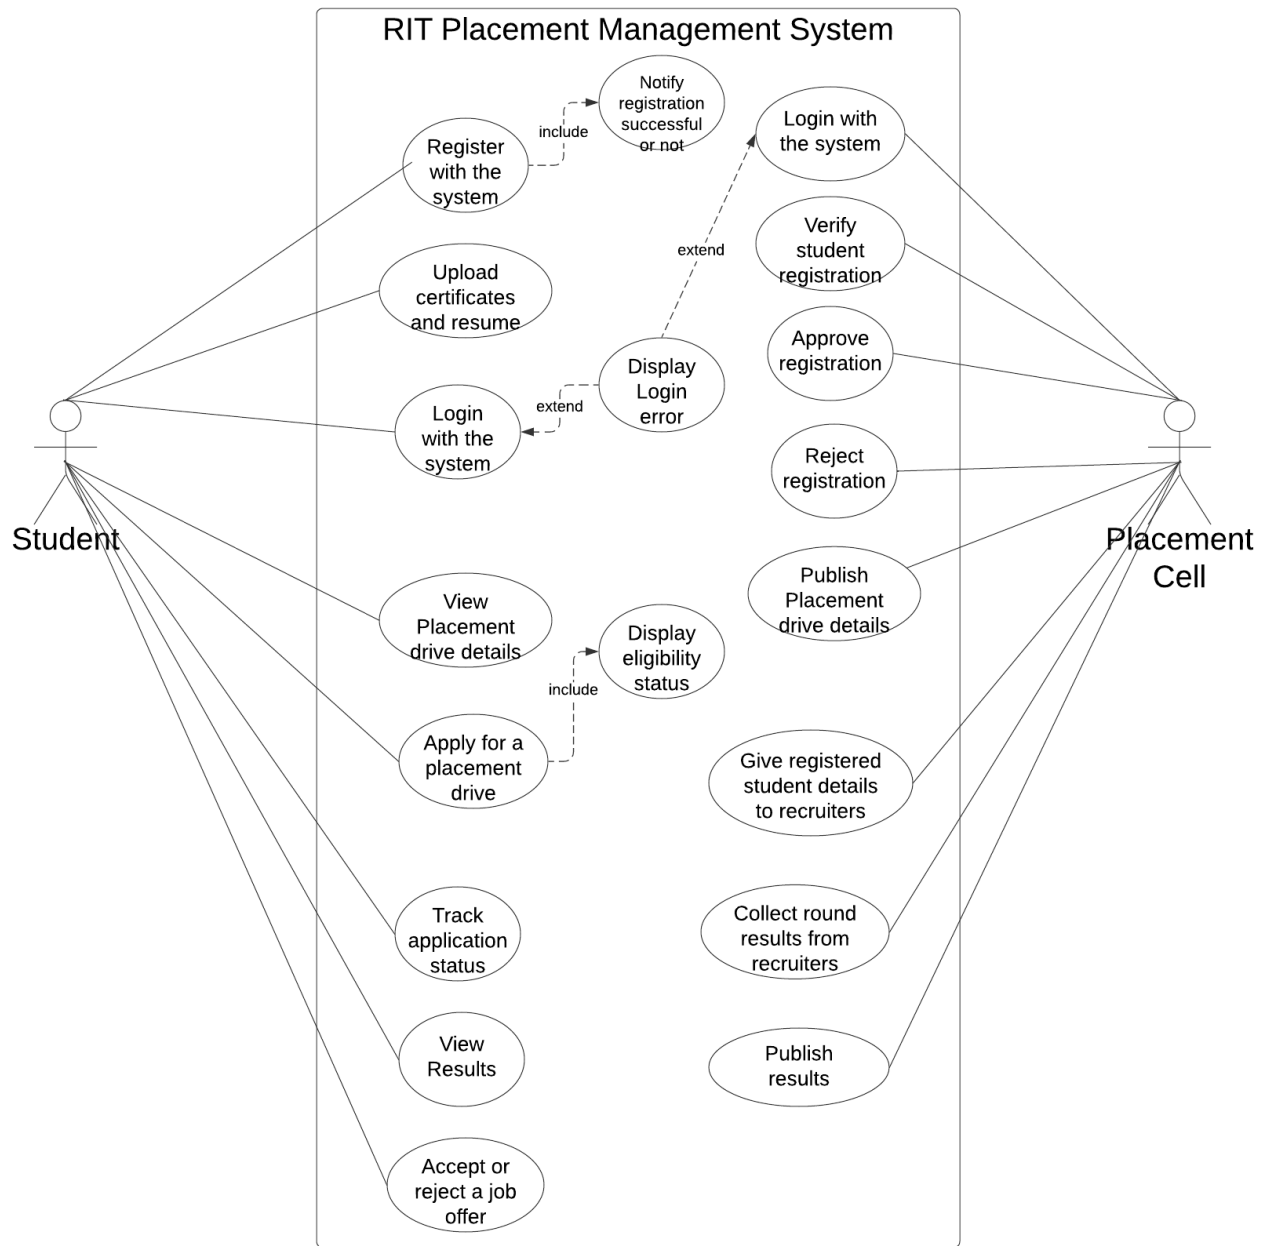 RIT Placement Management System
Notify
registration
successful
or not
include
Register
with the
system
Login with
the system
Verify
student
registration
extend
Upload
certificates
and resume
Approve
registration
Display
Login
error
extend
Login
with the
system
Reject
registration
Student
Placement
Cell
Publish
Placement
drive details
View
Placement
drive details
Display
eligibility
status
include
Apply for a
placement
drive
Give registered
student details
to recruiters
Track
application
status
Collect round
results from
recruiters
View
Results
Publish
results
Accept or
reject a job
offer